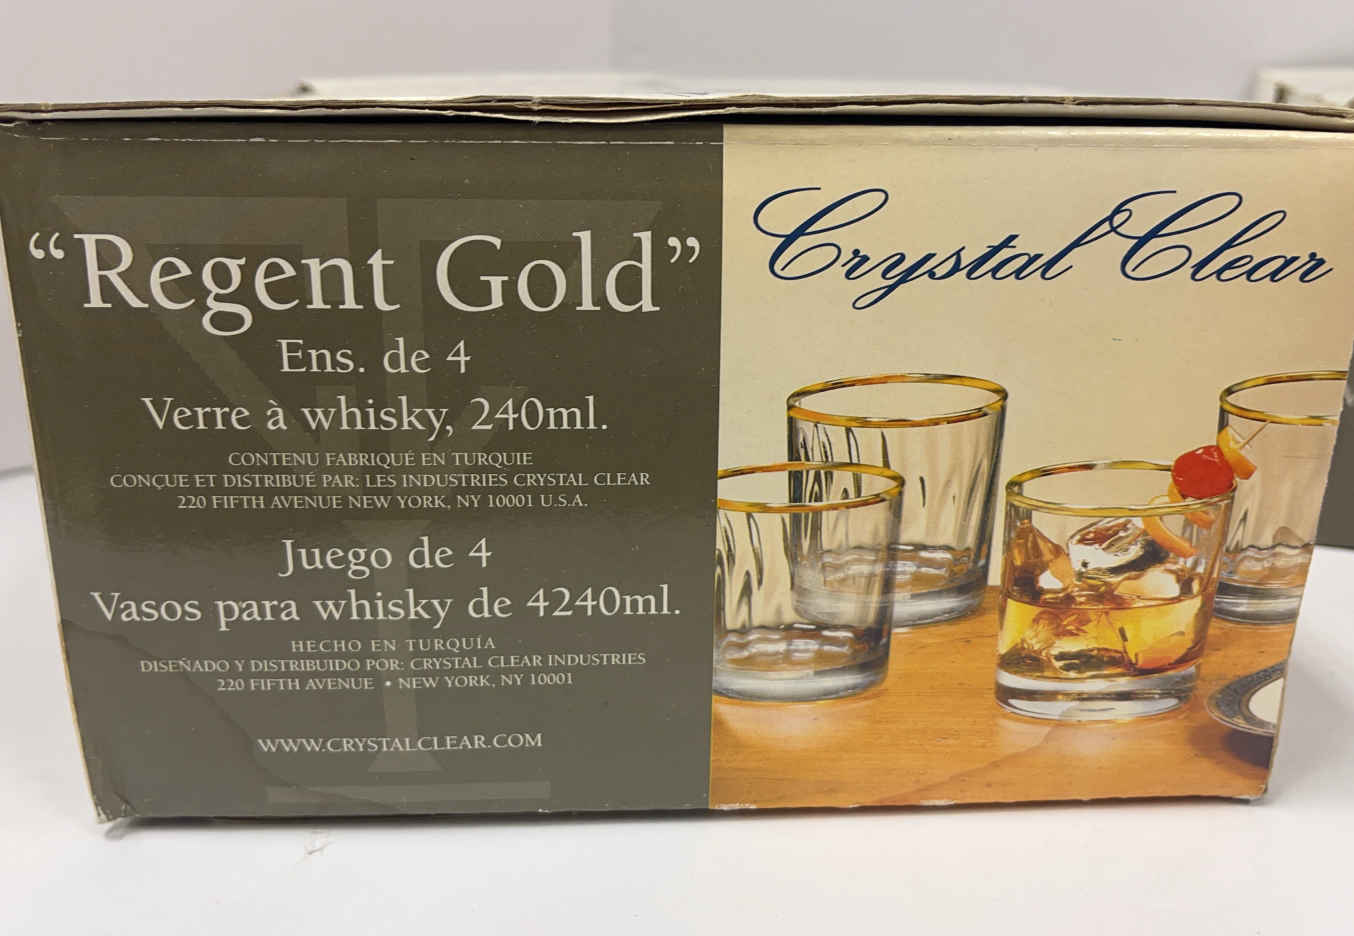 “Regent Gold”
Ens. de 4
Verre à whisky, 240ml.
CONTENU FABRIQUÉ EN TURQUIE
CONÇUE ET DISTRIBUÉ PAR: LES INDUSTRIES CRYSTAL CLEAR
220 FIFTH AVENUE NEW YORK, NY 10001 U.S.A.
Juego de 4
Vasos para whisky de 4240ml.
HECHO EN TURQUÍA
DISEÑADO Y DISTRIBUIDO POR: CRYSTAL CLEAR INDUSTRIES
220 FIFTH AVENUE • NEW YORK, NY 10001
WWW.CRYSTALCLEAR.COM
Crystal Clear